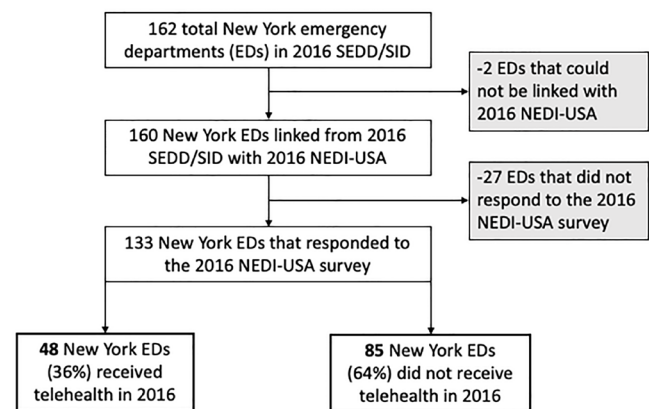 162 total New York emergency
departments (EDs) in 2016 SEDD/SID
-2 EDs that could
not be linked with
2016 NEDI-USA
160 New York EDs linked from 2016
SEDD/SID with 2016 NEDI-USA
-27 EDs that did not
respond to the 2016
NEDI-USA survey
133 New York EDs that responded to
the 2016 NEDI-USA survey
48 New York EDs
(36%) received
telehealth in 2016
85 New York EDs
(64%) did not receive
telehealth in 2016